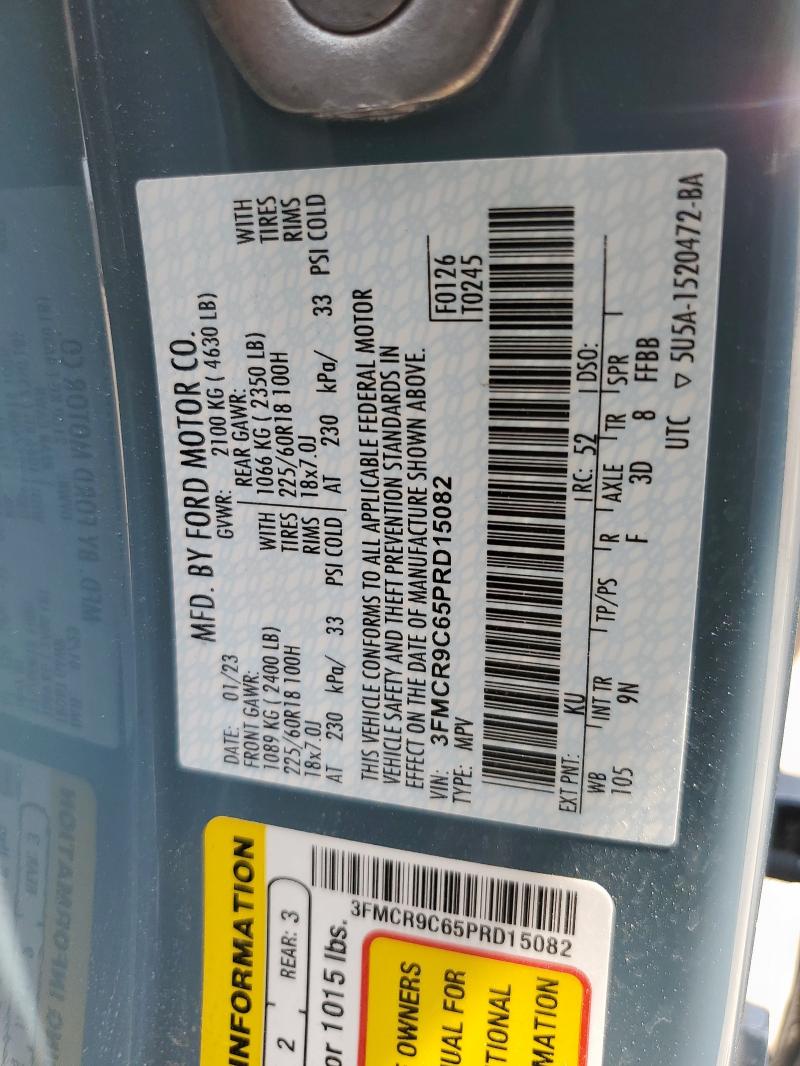 MFD. BY FORD MOTOR CO.
DATE: 01/23 GVWR: 2100 KG ( 4630 LB)
FRONT GAWR: REAR GAWR:
1089 KG ( 2400 LB) WITH 1066 KG ( 2350 LB) WITH
225/60R18 100H TIRES 225/60R18 100H TIRES
18x7.0J RIMS 18x7.0J RIMS
AT 230 kPa/ 33 PSI COLD AT 230 kPa/ 33 PSI COLD
THIS VEHICLE CONFORMS TO ALL APPLICABLE FEDERAL MOTOR
VEHICLE SAFETY AND THEFT PREVENTION STANDARDS IN
EFFECT ON THE DATE OF MANUFACTURE SHOWN ABOVE.
VIN: 3FMCR9C65PRD15082 F0126
TYPE: MPV T0245
EXT PNT: KU RC: 52 DSO:
WB INT TR TP/PS R AXLE TR SPR
105 9N F 3D 8 FFBB
UTC ▽ 5U5A-1520472-BA
INFORMATION
2 REAR: 3
or 1015 lbs.
3FMCR9C65PRD15082
OWNERS
UAL FOR
TIONAL
MATION